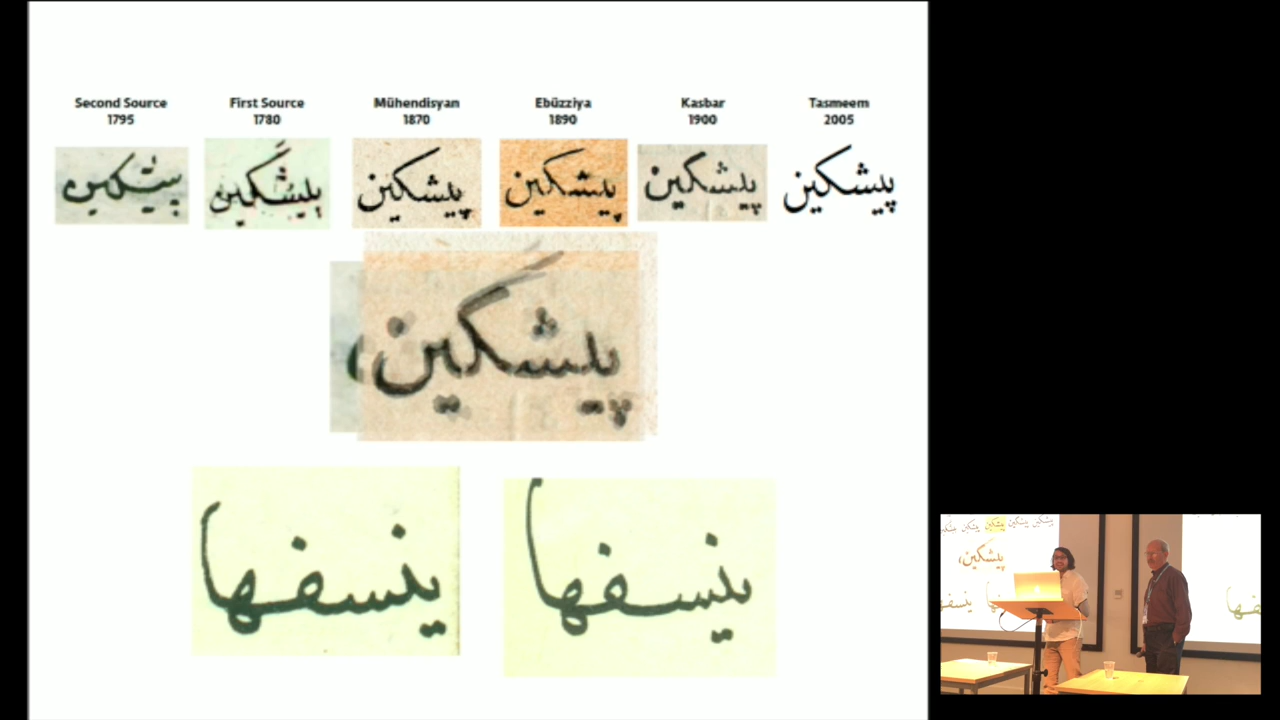 Second Source First Source Mühendisyan Ebüzziya Kasbar Tasmeem
1795 1780 1870 1890 1900 2005
پیشکین پیشکین پیشکین پیشکین پیشکین
پیشکین
ینسفها ینسفها